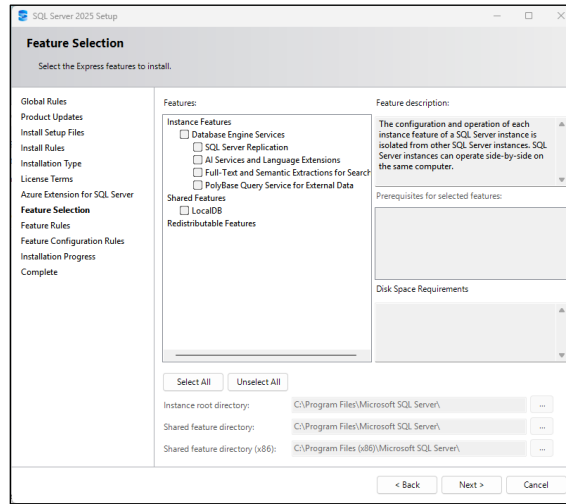 SQL Server 2025 Setup
Feature Selection
Select the Express features to install.
Global Rules
Product Updates
Install Setup Files
Install Rules
Installation Type
License Terms
Azure Extension for SQL Server
Feature Selection
Feature Rules
Feature Configuration Rules
Installation Progress
Complete
Features:
Instance Features
Database Engine Services
SQL Server Replication
AI Services and Language Extensions
Full-Text and Semantic Extractions for Search
PolyBase Query Service for External Data
Shared Features
LocalDB
Redistributable Features
Feature description:
The configuration and operation of each
instance feature of a SQL Server instance is
isolated from other SQL Server instances. SQL
Server instances can operate side-by-side on
the same computer.
Prerequisites for selected features:
Disk Space Requirements
Select All Unselect All
Instance root directory: C:\Program Files\Microsoft SQL Server\ ...
Shared feature directory: C:\Program Files\Microsoft SQL Server\ ...
Shared feature directory (x86): C:\Program Files (x86)\Microsoft SQL Server\ ...
< Back Next > Cancel